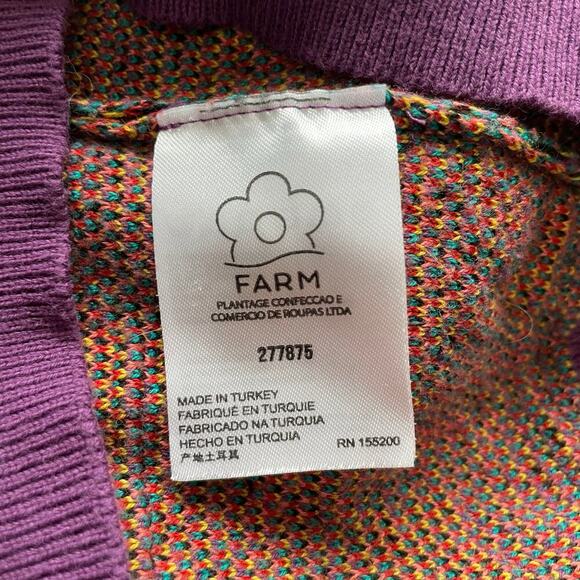 FARM
PLANTAGE CONFECCAO E
COMERCIO DE ROUPAS LTDA
277875
MADE IN TURKEY
FABRIQUÉ EN TURQUIE
FABRICADO NA TURQUIA
HECHO EN TURQUIA
产地土耳其
RN 155200